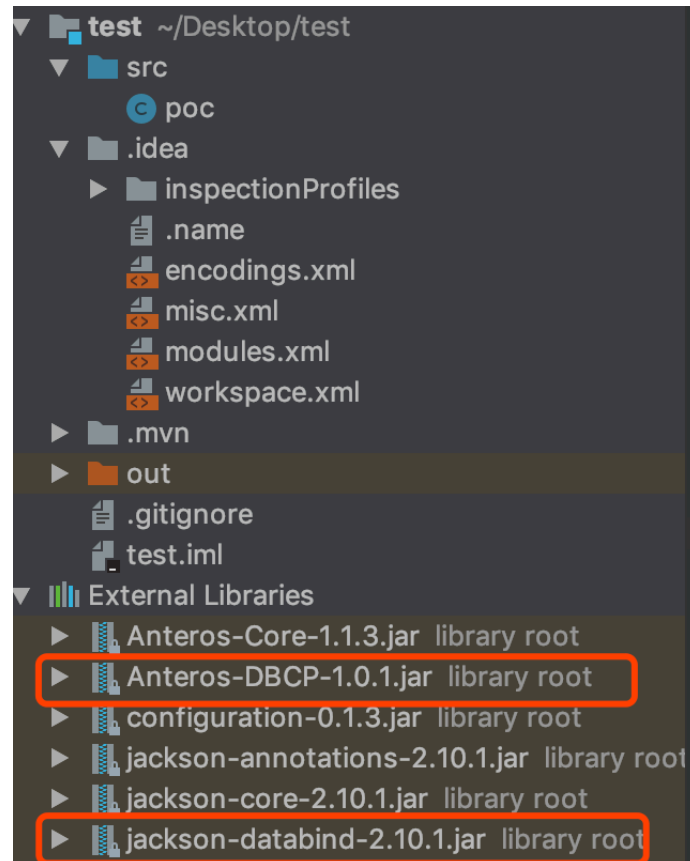 test ~/Desktop/test
src
C poc
.idea
inspectionProfiles
.name
encodings.xml
misc.xml
modules.xml
workspace.xml
.mvn
out
.gitignore
test.iml
External Libraries
Anteros-Core-1.1.3.jar library root
Anteros-DBCP-1.0.1.jar library root
configuration-0.1.3.jar library root
jackson-annotations-2.10.1.jar library root
jackson-core-2.10.1.jar library root
jackson-databind-2.10.1.jar library root